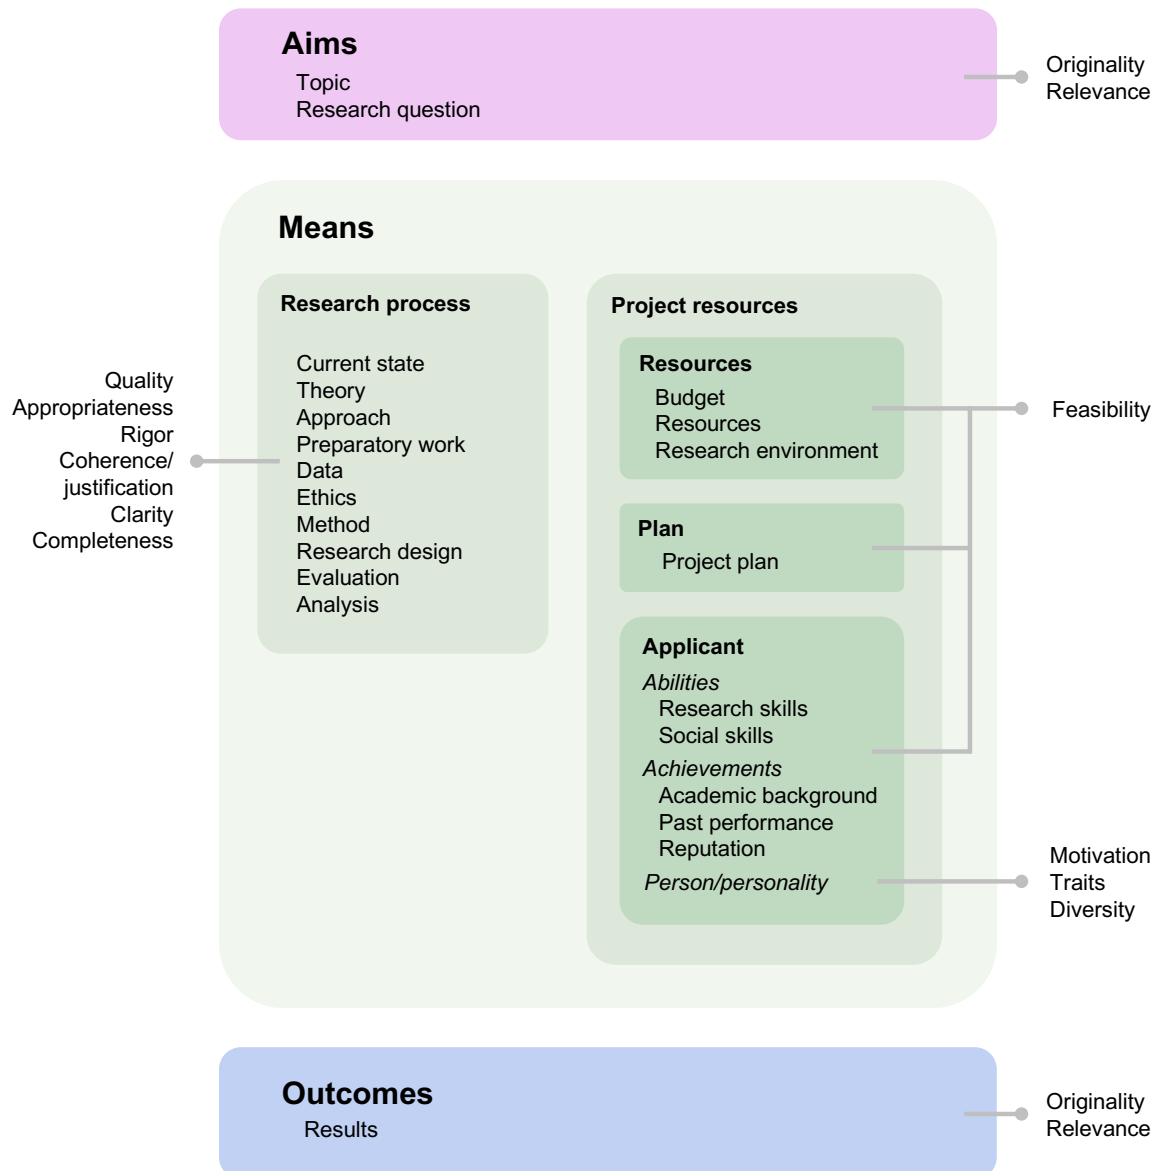 Aims
Topic
Research question
Originality
Relevance
Means
Research process
Current state
Theory
Approach
Preparatory work
Data
Ethics
Method
Research design
Evaluation
Analysis
Quality
Appropriateness
Rigor
Coherence/
justification
Clarity
Completeness
Project resources
Resources
Budget
Resources
Research environment
Feasibility
Plan
Project plan
Applicant
Abilities
Research skills
Social skills
Achievements
Academic background
Past performance
Reputation
Person/personality
Motivation
Traits
Diversity
Outcomes
Results
Originality
Relevance